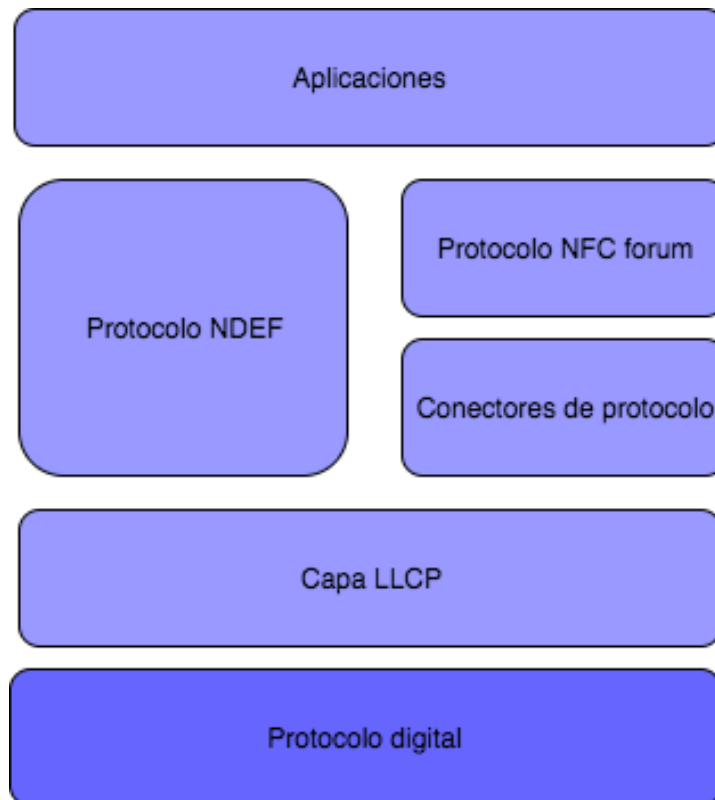 Aplicaciones
Protocolo NDEF
Protocolo NFC forum
Conectores de protocolo
Capa LLCP
Protocolo digital